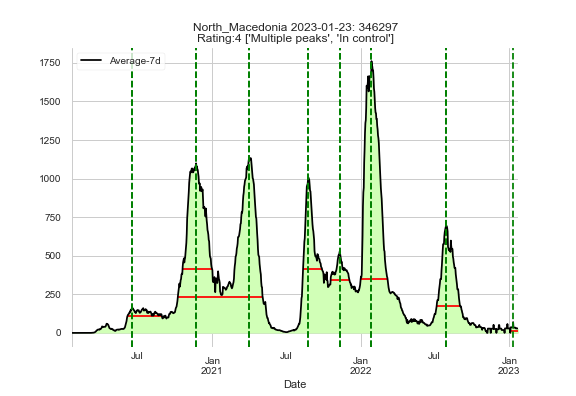 North_Macedonia 2023-01-23: 346297
Rating:4 ['Multiple peaks', 'In control']
Average-7d
1750
1500
1250
1000
750
500
250
0
Jul
Jan
2021
Jul
Jan
2022
Jul
Jan
2023
Date